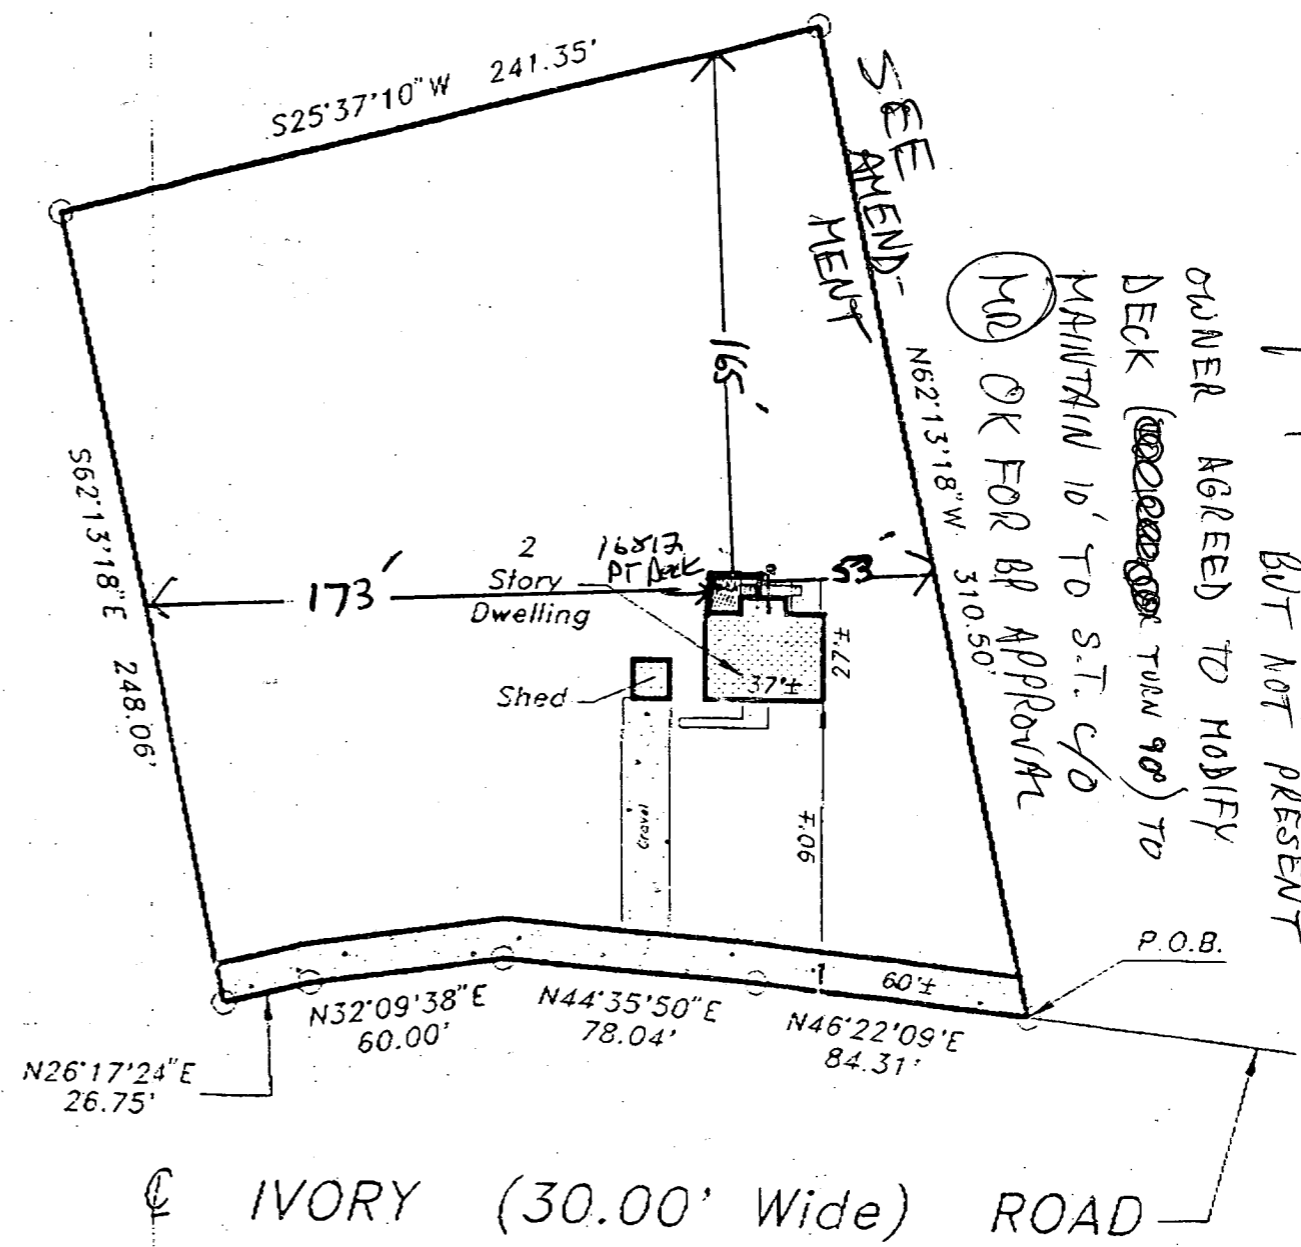 S25°37'10"W 241.35'
SEE
AMEND-
MENT
BUT NOT PRESENT
OWNER AGREED TO MODIFY
DECK ( TURN 90°) TO
MAINTAIN 10' TO S.T. C/O
MR OK FOR BP APPROVAL
N62°13'18"W 310.50'
165'
S62°13'18"E 248.06'
173'
2
Story
Dwelling
PT Deck
53'
27'±
37'±
Shed
Gravel
90'±
60'±
P.O.B.
N26°17'24"E
26.75'
N32°09'38"E
60.00'
N44°35'50"E
78.04'
N46°22'09"E
84.31'
℄ IVORY (30.00' Wide) ROAD